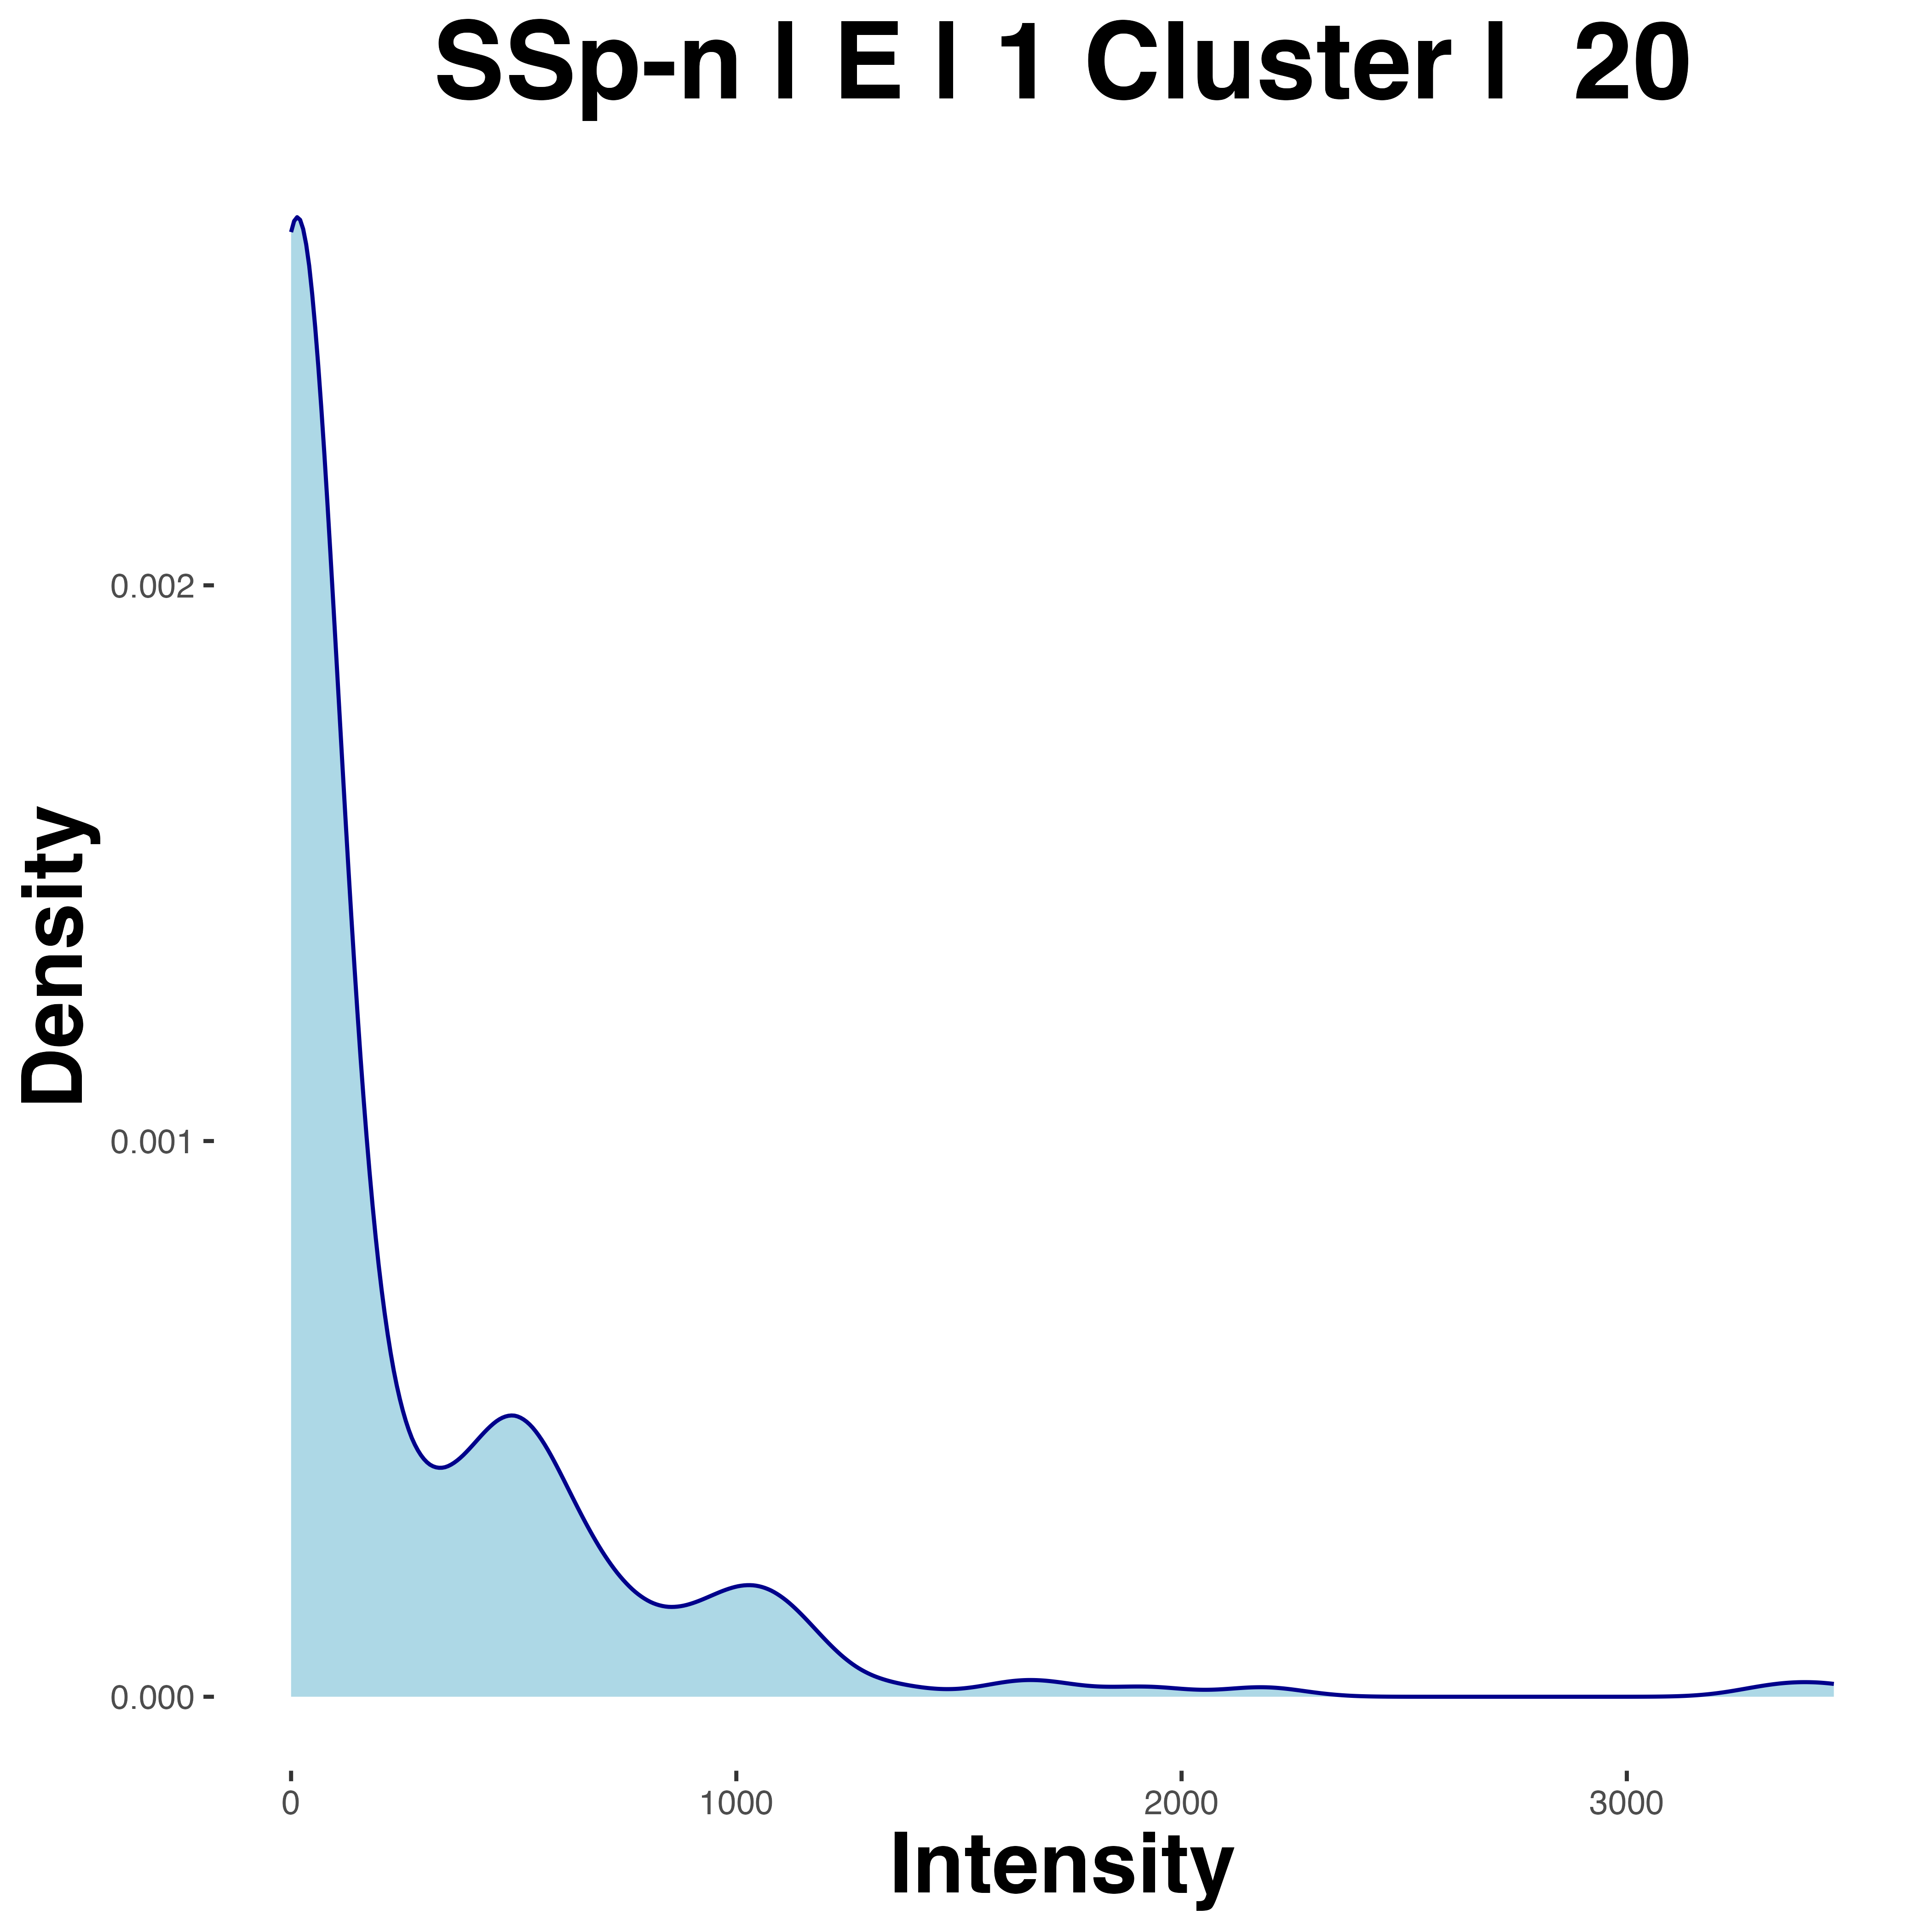 SSp-n | E | 1 Cluster | 20
Density
0.002
0.001
0.000
0 1000 2000 3000
Intensity